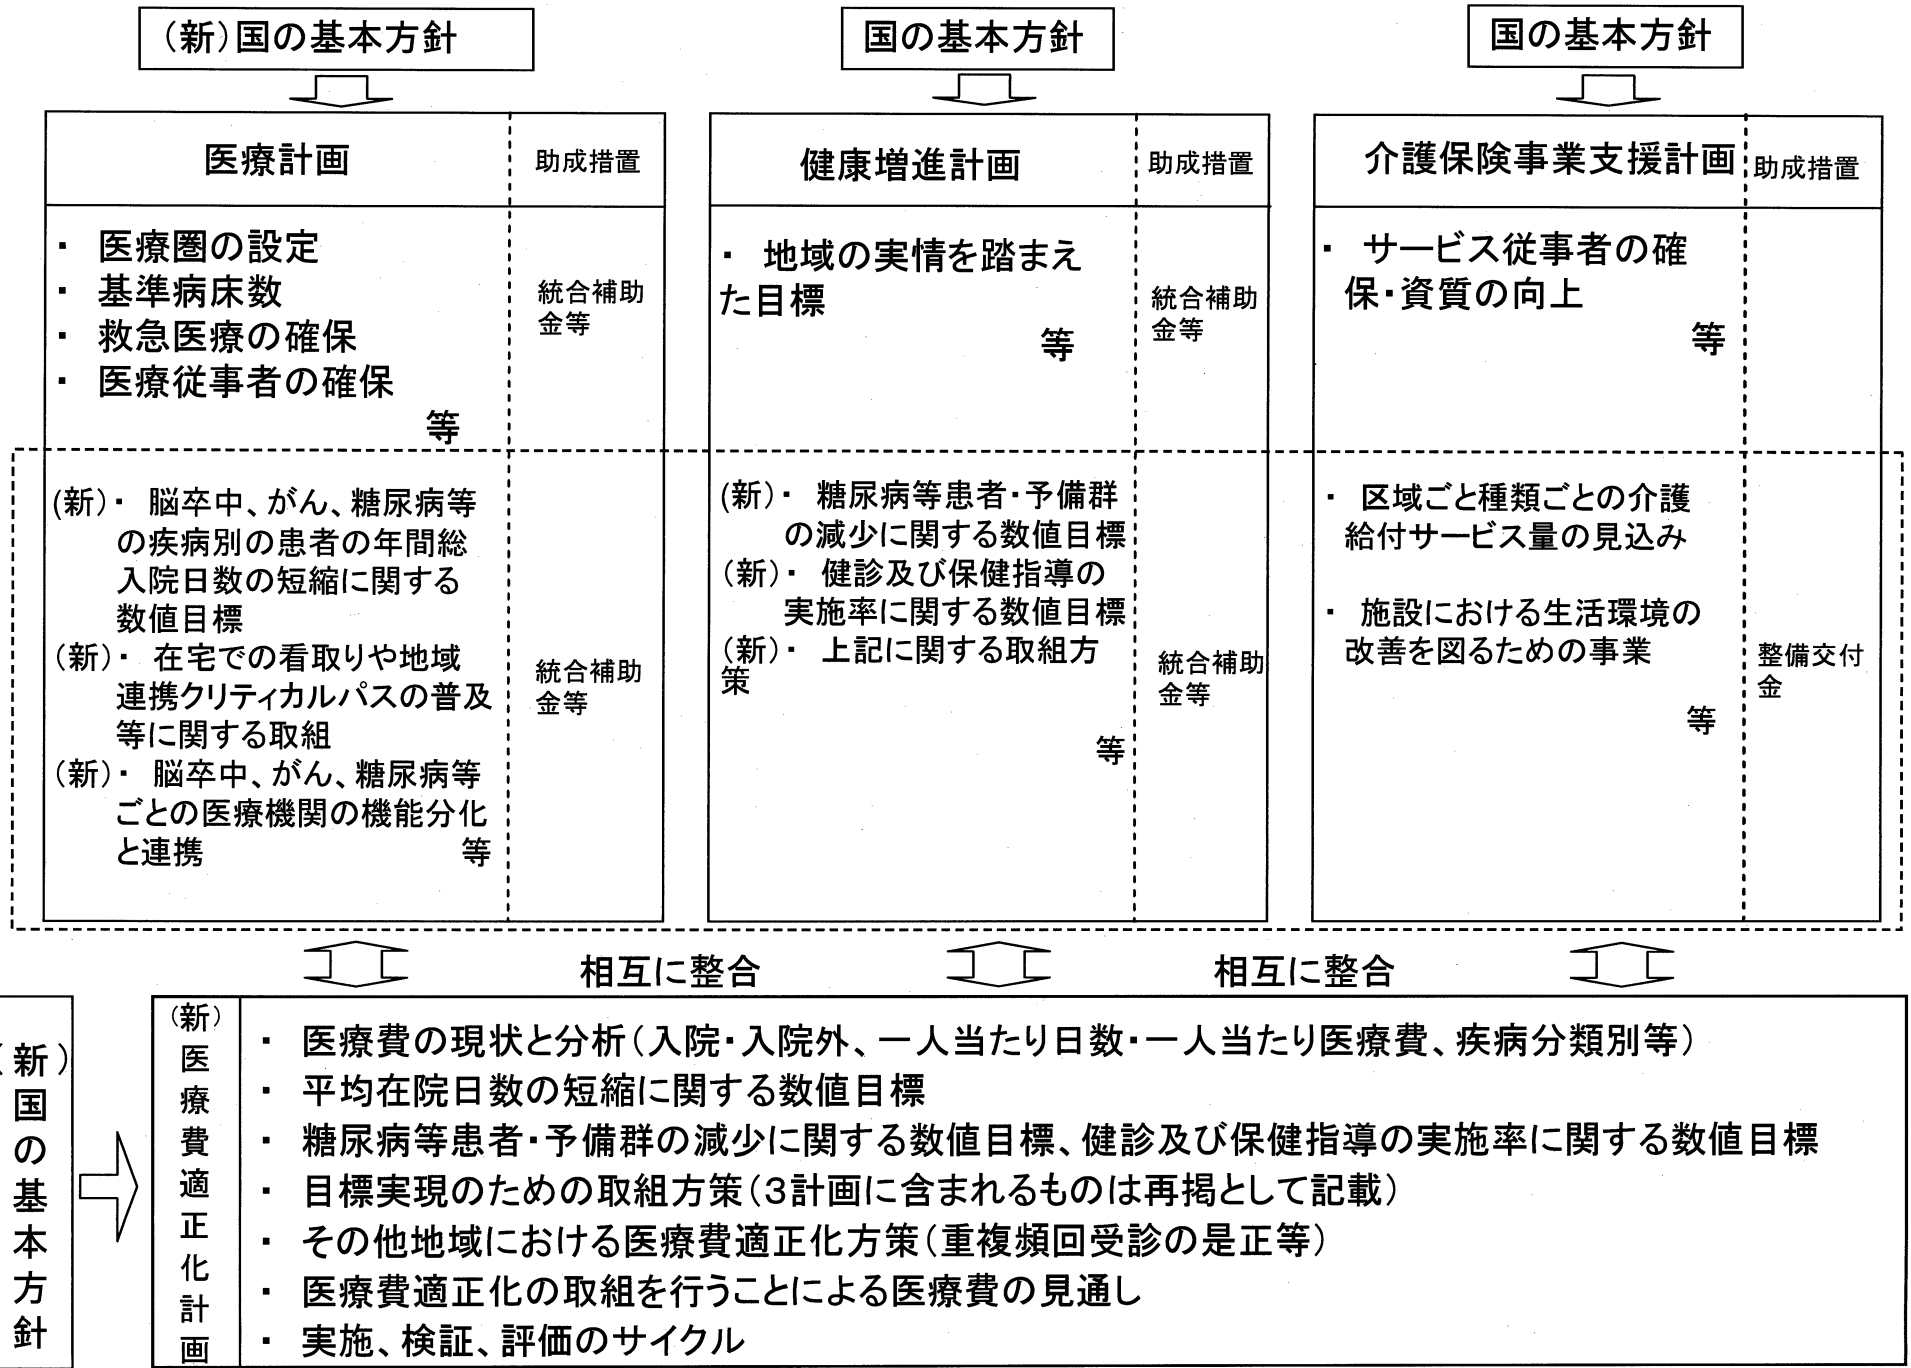 (新)国の基本方針
医療計画
助成措置
・ 医療圏の設定
・ 基準病床数
・ 救急医療の確保
・ 医療従事者の確保
等
統合補助
金等
(新)・ 脳卒中、がん、糖尿病等
の疾病別の患者の年間総
入院日数の短縮に関する
数値目標
(新)・ 在宅での看取りや地域
連携クリティカルパスの普及
等に関する取組
(新)・ 脳卒中、がん、糖尿病等
ごとの医療機関の機能分化
と連携 等
統合補助
金等
国の基本方針
健康増進計画
助成措置
・ 地域の実情を踏まえ
た目標
等
統合補助
金等
(新)・ 糖尿病等患者・予備群
の減少に関する数値目標
(新)・ 健診及び保健指導の
実施率に関する数値目標
(新)・ 上記に関する取組方
策
等
統合補助
金等
国の基本方針
介護保険事業支援計画
助成措置
・ サービス従事者の確
保・資質の向上
等
・ 区域ごと種類ごとの介護
給付サービス量の見込み
・ 施設における生活環境の
改善を図るための事業
等
整備交付
金
相互に整合
相互に整合
(新)国の基本方針
(新)医療費適正化計画
・ 医療費の現状と分析(入院・入院外、一人当たり日数・一人当たり医療費、疾病分類別等)
・ 平均在院日数の短縮に関する数値目標
・ 糖尿病等患者・予備群の減少に関する数値目標、健診及び保健指導の実施率に関する数値目標
・ 目標実現のための取組方策(3計画に含まれるものは再掲として記載)
・ その他地域における医療費適正化方策(重複頻回受診の是正等)
・ 医療費適正化の取組を行うことによる医療費の見通し
・ 実施、検証、評価のサイクル